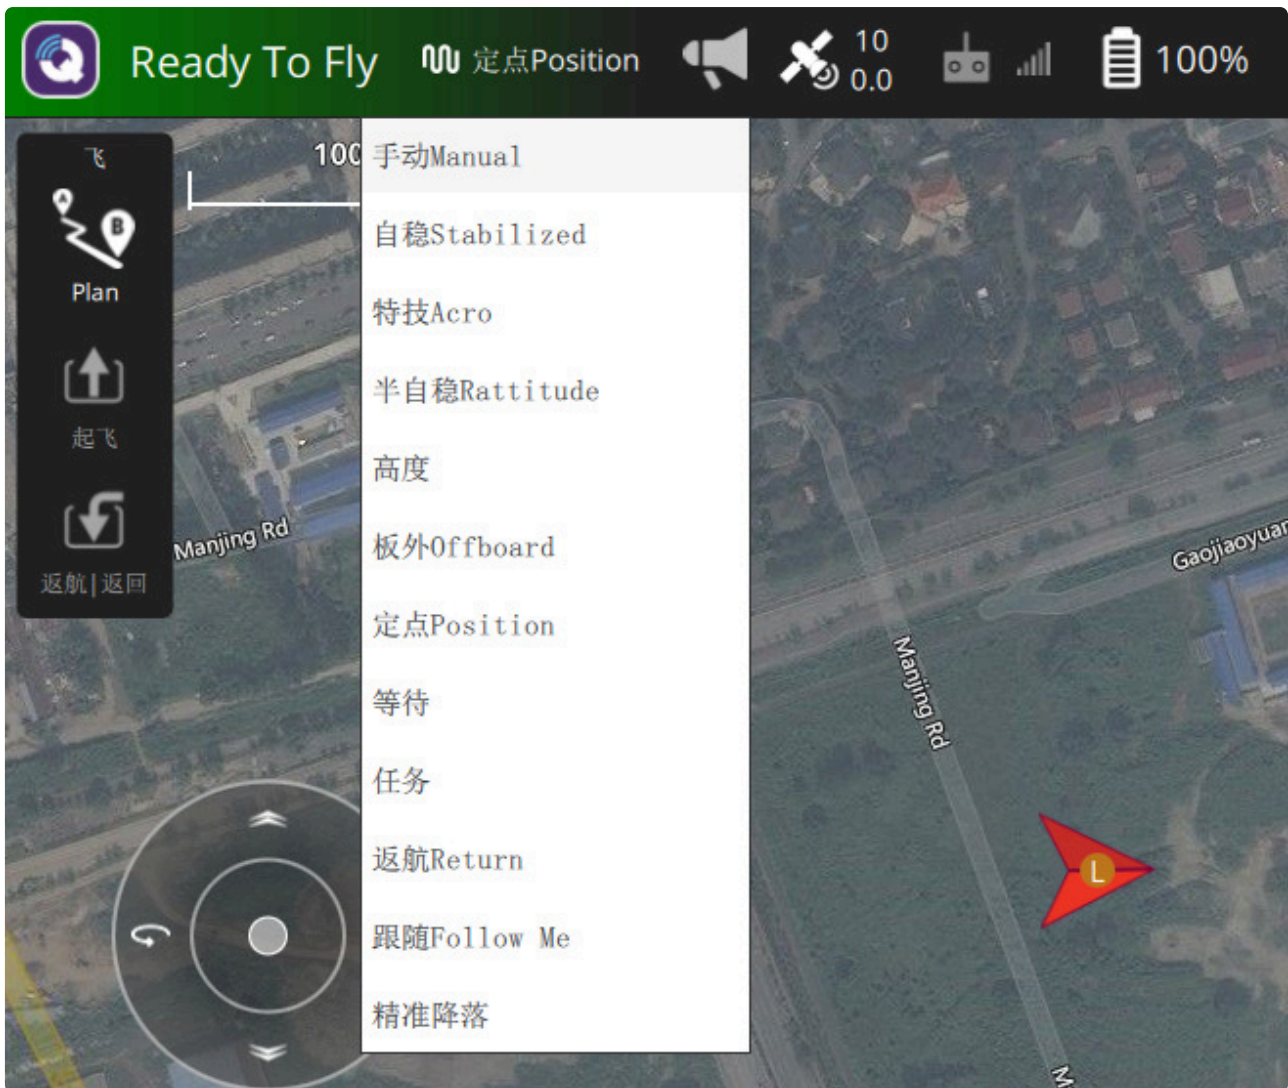 Ready To Fly
定点Position
10
0.0
100%
飞
Plan
起飞
返航|返回
100
手动Manual
自稳Stabilized
特技Acro
半自稳Rattitude
高度
板外Offboard
定点Position
等待
任务
返航Return
跟随Follow Me
精准降落
Manjing Rd
Gaojiaoyuan
Manjing Rd
L
M